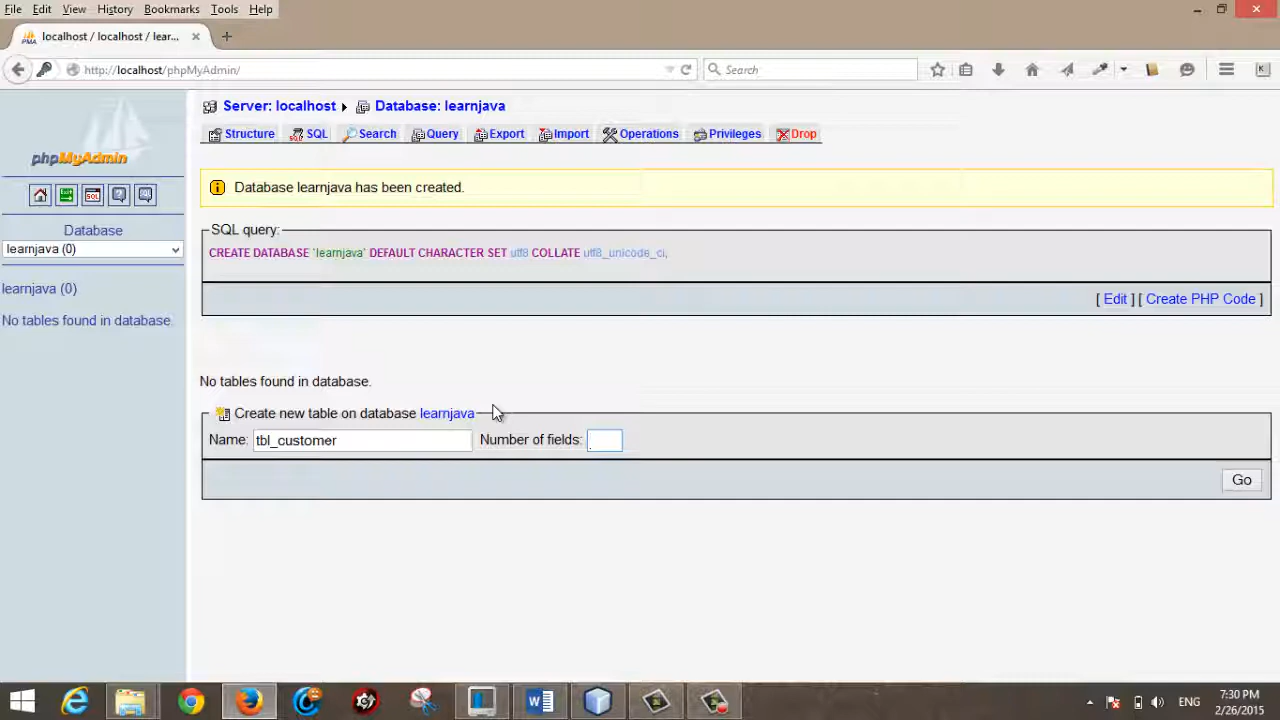 File Edit View History Bookmarks Tools Help
localhost / localhost / lear...
http://localhost/phpMyAdmin/
Search
phpMyAdmin
Server: localhost Database: learnjava
Structure SQL Search Query Export Import Operations Privileges Drop
Database learnjava has been created.
Database
learnjava (0)
SQL query:
CREATE DATABASE `learnjava` DEFAULT CHARACTER SET utf8 COLLATE utf8_unicode_ci,
learnjava (0)
[ Edit ] [ Create PHP Code ]
No tables found in database.
No tables found in database.
Create new table on database learnjava
Name: tbl_customer Number of fields:
Go
ENG
7:30 PM
2/26/2015